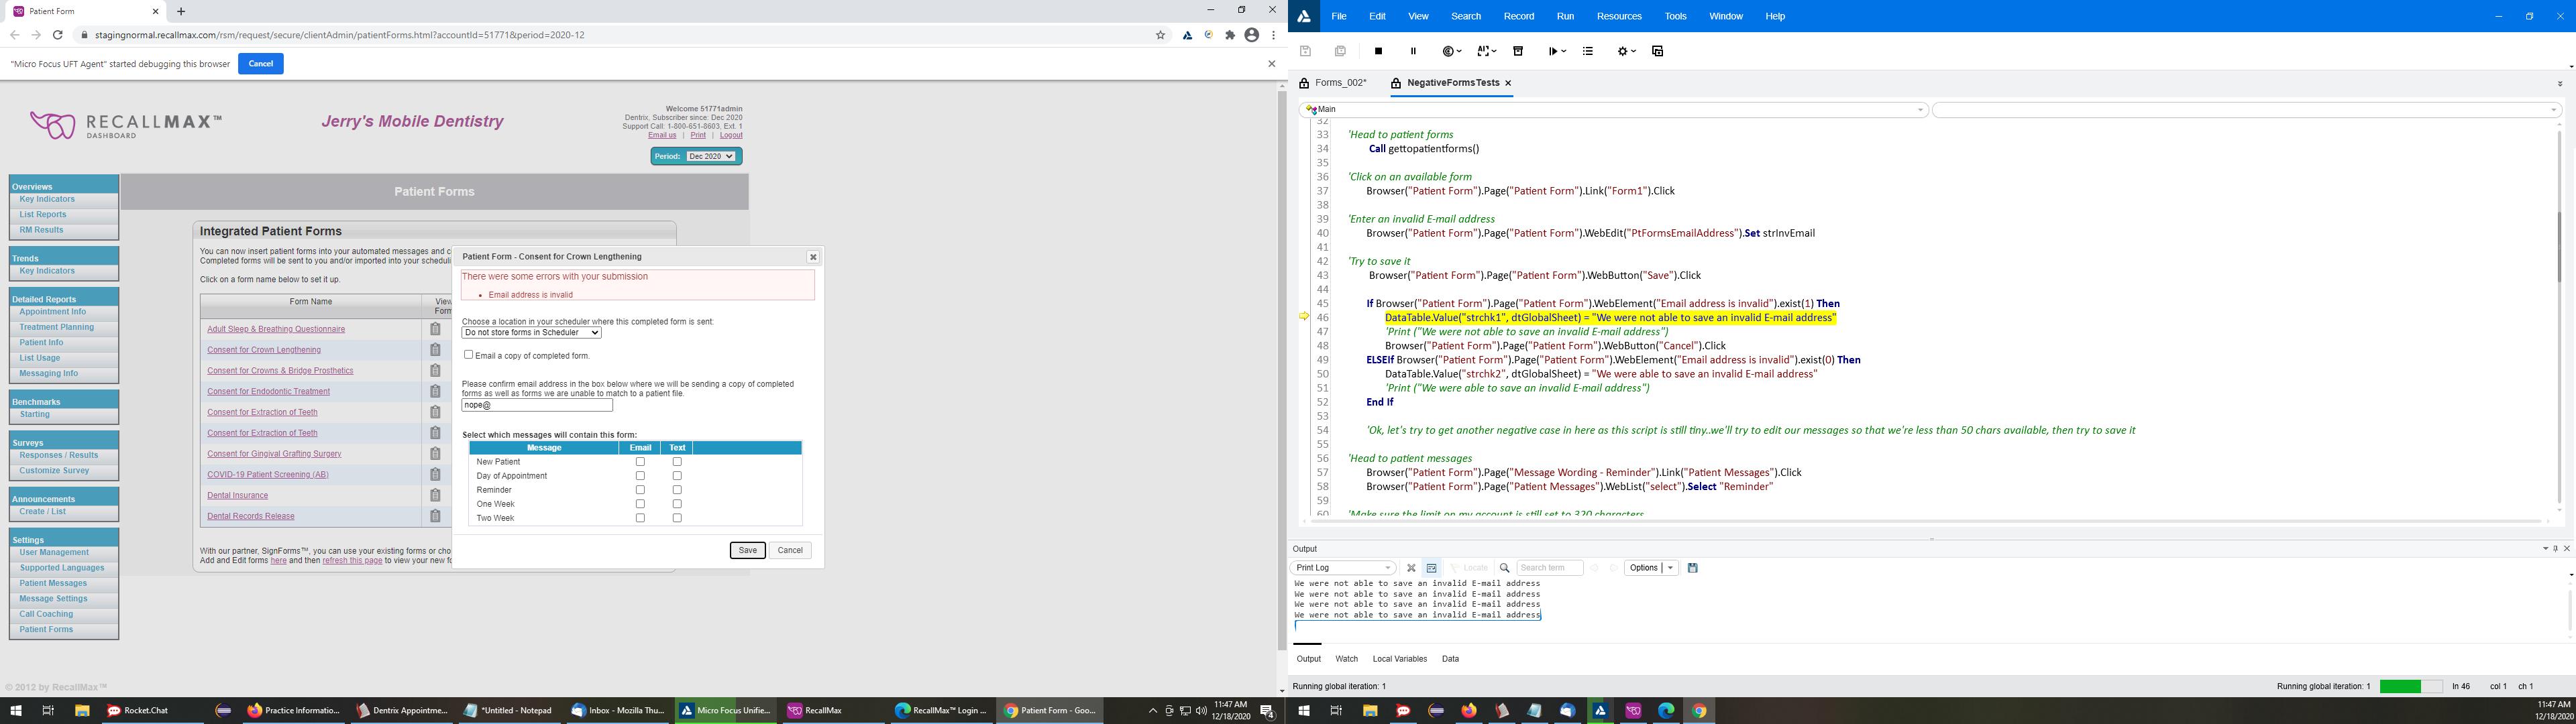 Patient Form
stagingnormal.recallmax.com/rsm/request/secure/clientAdmin/patientForms.html?accountId=51771&period=2020-12
"Micro Focus UFT Agent" started debugging this browser Cancel
RECALLMAX™
DASHBOARD
Jerry's Mobile Dentistry
Welcome 51771admin
Dentrix, Subscriber since: Dec 2020
Support Call: 1-800-651-8603, Ext. 1
Email us | Print | Logout
Period: Dec 2020
Overviews
Key Indicators
List Reports
RM Results
Trends
Key Indicators
Detailed Reports
Appointment Info
Treatment Planning
Patient Info
List Usage
Messaging Info
Benchmarks
Starting
Surveys
Responses / Results
Customize Survey
Announcements
Create / List
Settings
User Management
Supported Languages
Patient Messages
Message Settings
Call Coaching
Patient Forms
© 2012 by RecallMax™
Patient Forms
Integrated Patient Forms
You can now insert patient forms into your automated messages and c
Completed forms will be sent to you and/or imported into your schedul
Click on a form name below to set it up.
Form Name View
Form
Adult Sleep & Breathing Questionnaire
Consent for Crown Lengthening
Consent for Crowns & Bridge Prosthetics
Consent for Endodontic Treatment
Consent for Extraction of Teeth
Consent for Extraction of Teeth
Consent for Gingival Grafting Surgery
COVID-19 Patient Screening (AB)
Dental Insurance
Dental Records Release
With our partner, SignForms™, you can use your existing forms or cho
Add and Edit forms here and then refresh this page to view your new fo
Patient Form - Consent for Crown Lengthening
There were some errors with your submission
• Email address is invalid
Choose a location in your scheduler where this completed form is sent:
Do not store forms in Scheduler
Email a copy of completed form.
Please confirm email address in the box below where we will be sending a copy of completed
forms as well as forms we are unable to match to a patient file.
nope@
Select which messages will contain this form:
Message Email Text
New Patient
Day of Appointment
Reminder
One Week
Two Week
Save Cancel
File Edit View Search Record Run Resources Tools Window Help
Forms_002* NegativeFormsTests
Main
32
33 'Head to patient forms
34 Call gettopatientforms()
35
36 'Click on an available form
37 Browser("Patient Form").Page("Patient Form").Link("Form1").Click
38
39 'Enter an invalid E-mail address
40 Browser("Patient Form").Page("Patient Form").WebEdit("PtFormsEmailAddress").Set strInvEmail
41
42 'Try to save it
43 Browser("Patient Form").Page("Patient Form").WebButton("Save").Click
44
45 If Browser("Patient Form").Page("Patient Form").WebElement("Email address is invalid").exist(1) Then
46 DataTable.Value("strchk1", dtGlobalSheet) = "We were not able to save an invalid E-mail address"
47 'Print ("We were not able to save an invalid E-mail address")
48 Browser("Patient Form").Page("Patient Form").WebButton("Cancel").Click
49 ELSEIf Browser("Patient Form").Page("Patient Form").WebElement("Email address is invalid").exist(0) Then
50 DataTable.Value("strchk2", dtGlobalSheet) = "We were able to save an invalid E-mail address"
51 'Print ("We were able to save an invalid E-mail address")
52 End If
53
54 'Ok, let's try to get another negative case in here as this script is still tiny..we'll try to edit our messages so that we're less than 50 chars available, then try to save it
55
56 'Head to patient messages
57 Browser("Patient Form").Page("Message Wording - Reminder").Link("Patient Messages").Click
58 Browser("Patient Form").Page("Patient Messages").WebList("select").Select "Reminder"
59
60 'Make sure the limit on my account is still set to 320 characters
Output
Print Log Locate Search term Options
We were not able to save an invalid E-mail address
We were not able to save an invalid E-mail address
We were not able to save an invalid E-mail address
We were not able to save an invalid E-mail address
Output Watch Local Variables Data
Running global iteration: 1 Running global iteration: 1 ln 46 col 1 ch 1
Rocket.Chat Practice Informatio... Dentrix Appointme... *Untitled - Notepad Inbox - Mozilla Thu... Micro Focus Unifie... RecallMax RecallMax™ Login ... Patient Form - Goo... 11:47 AM
12/18/2020 4
11:47 AM
12/18/2020